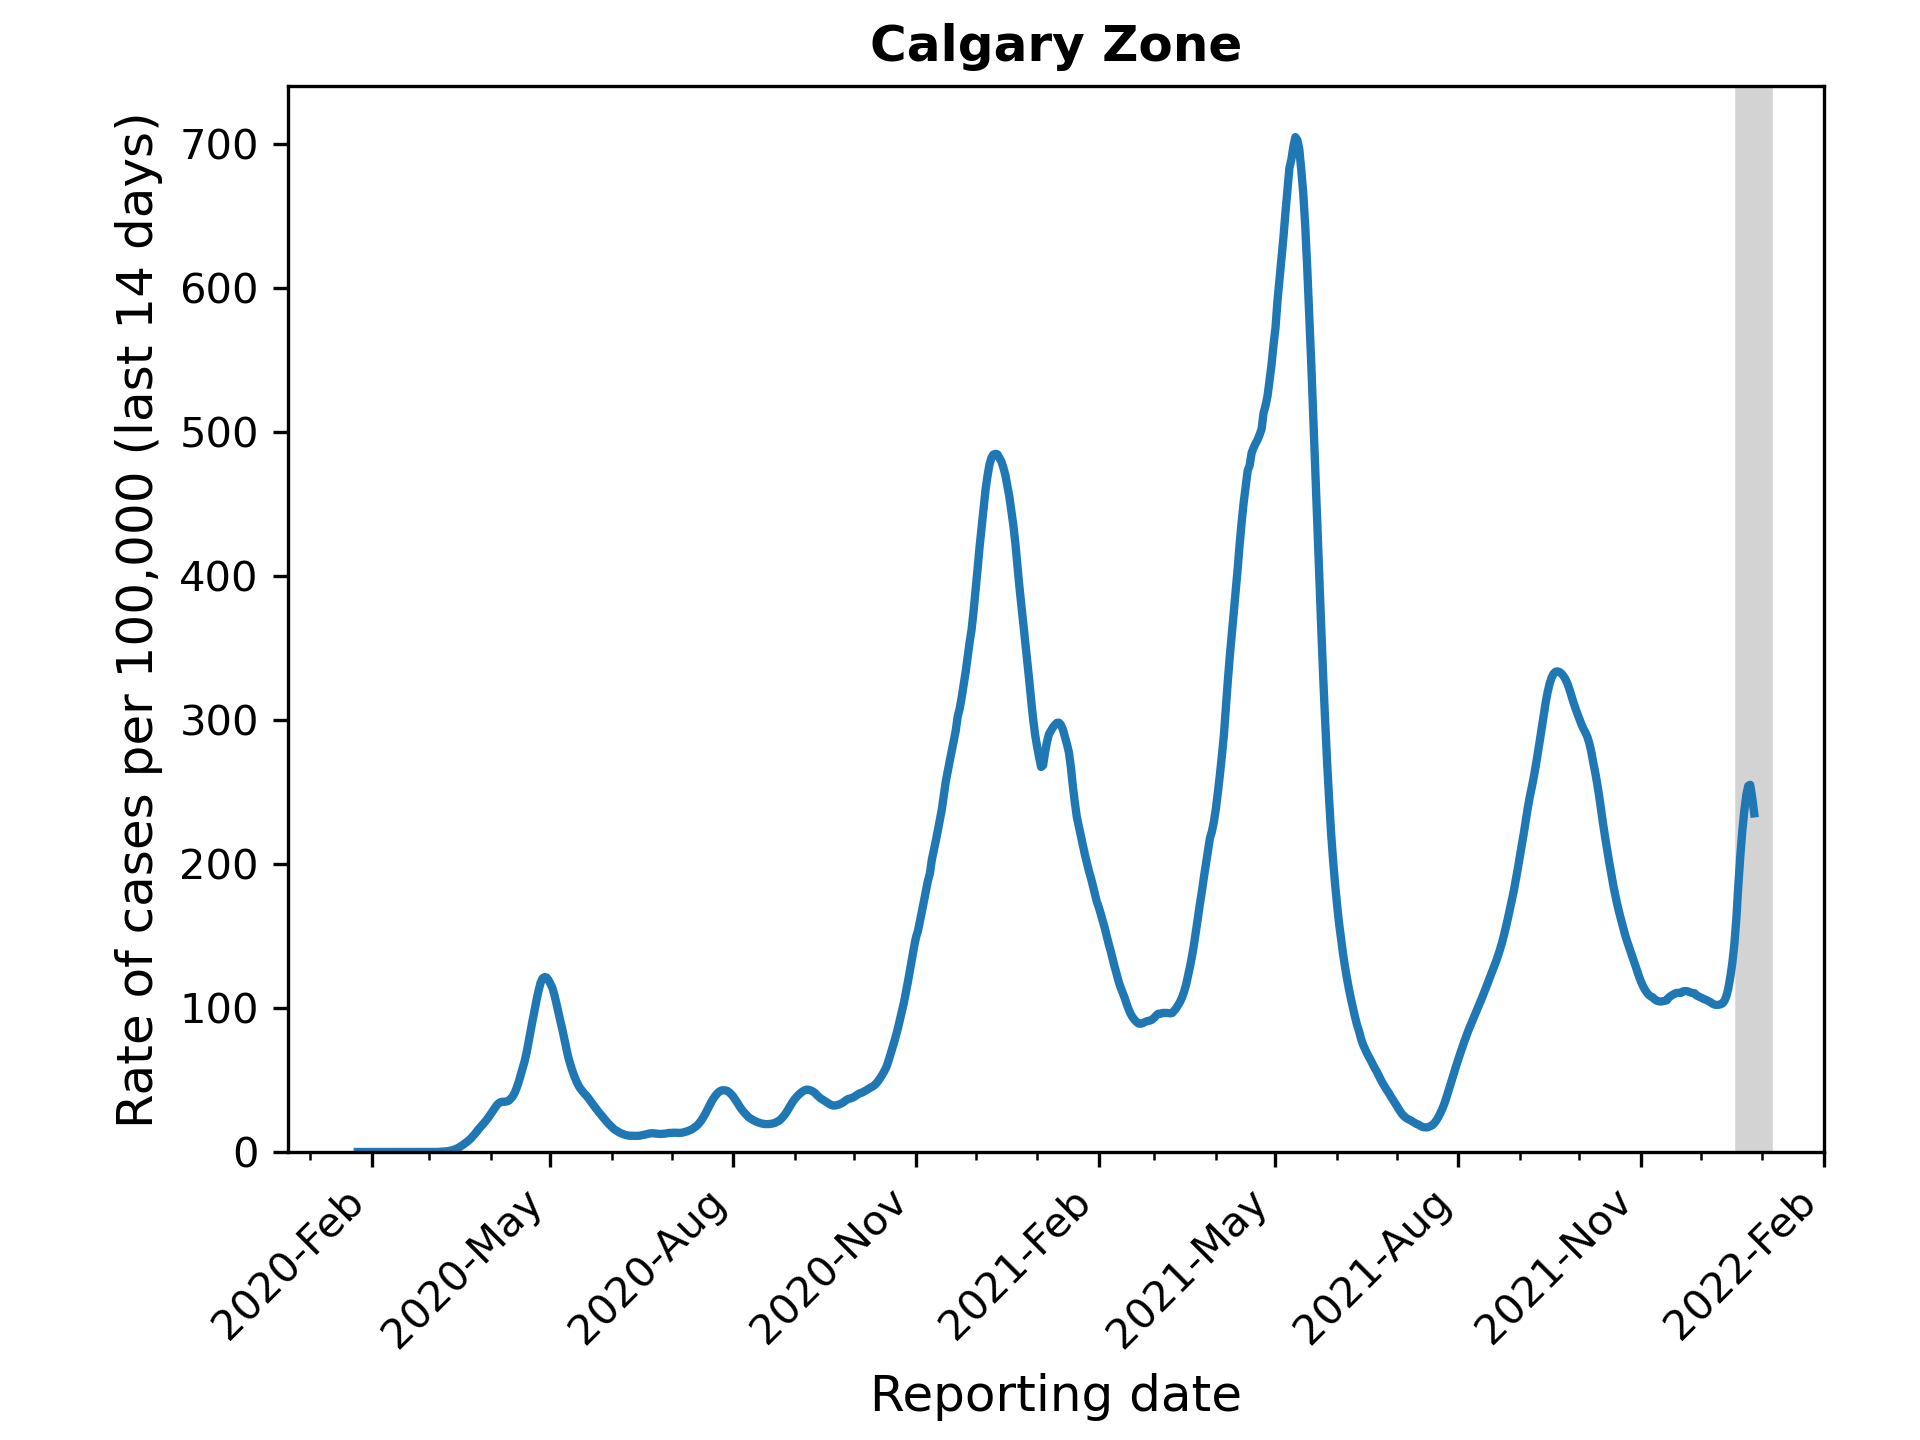 Calgary Zone
Rate of cases per 100,000 (last 14 days)
700
600
500
400
300
200
100
0
2020-Feb
2020-May
2020-Aug
2020-Nov
2021-Feb
2021-May
2021-Aug
2021-Nov
2022-Feb
Reporting date